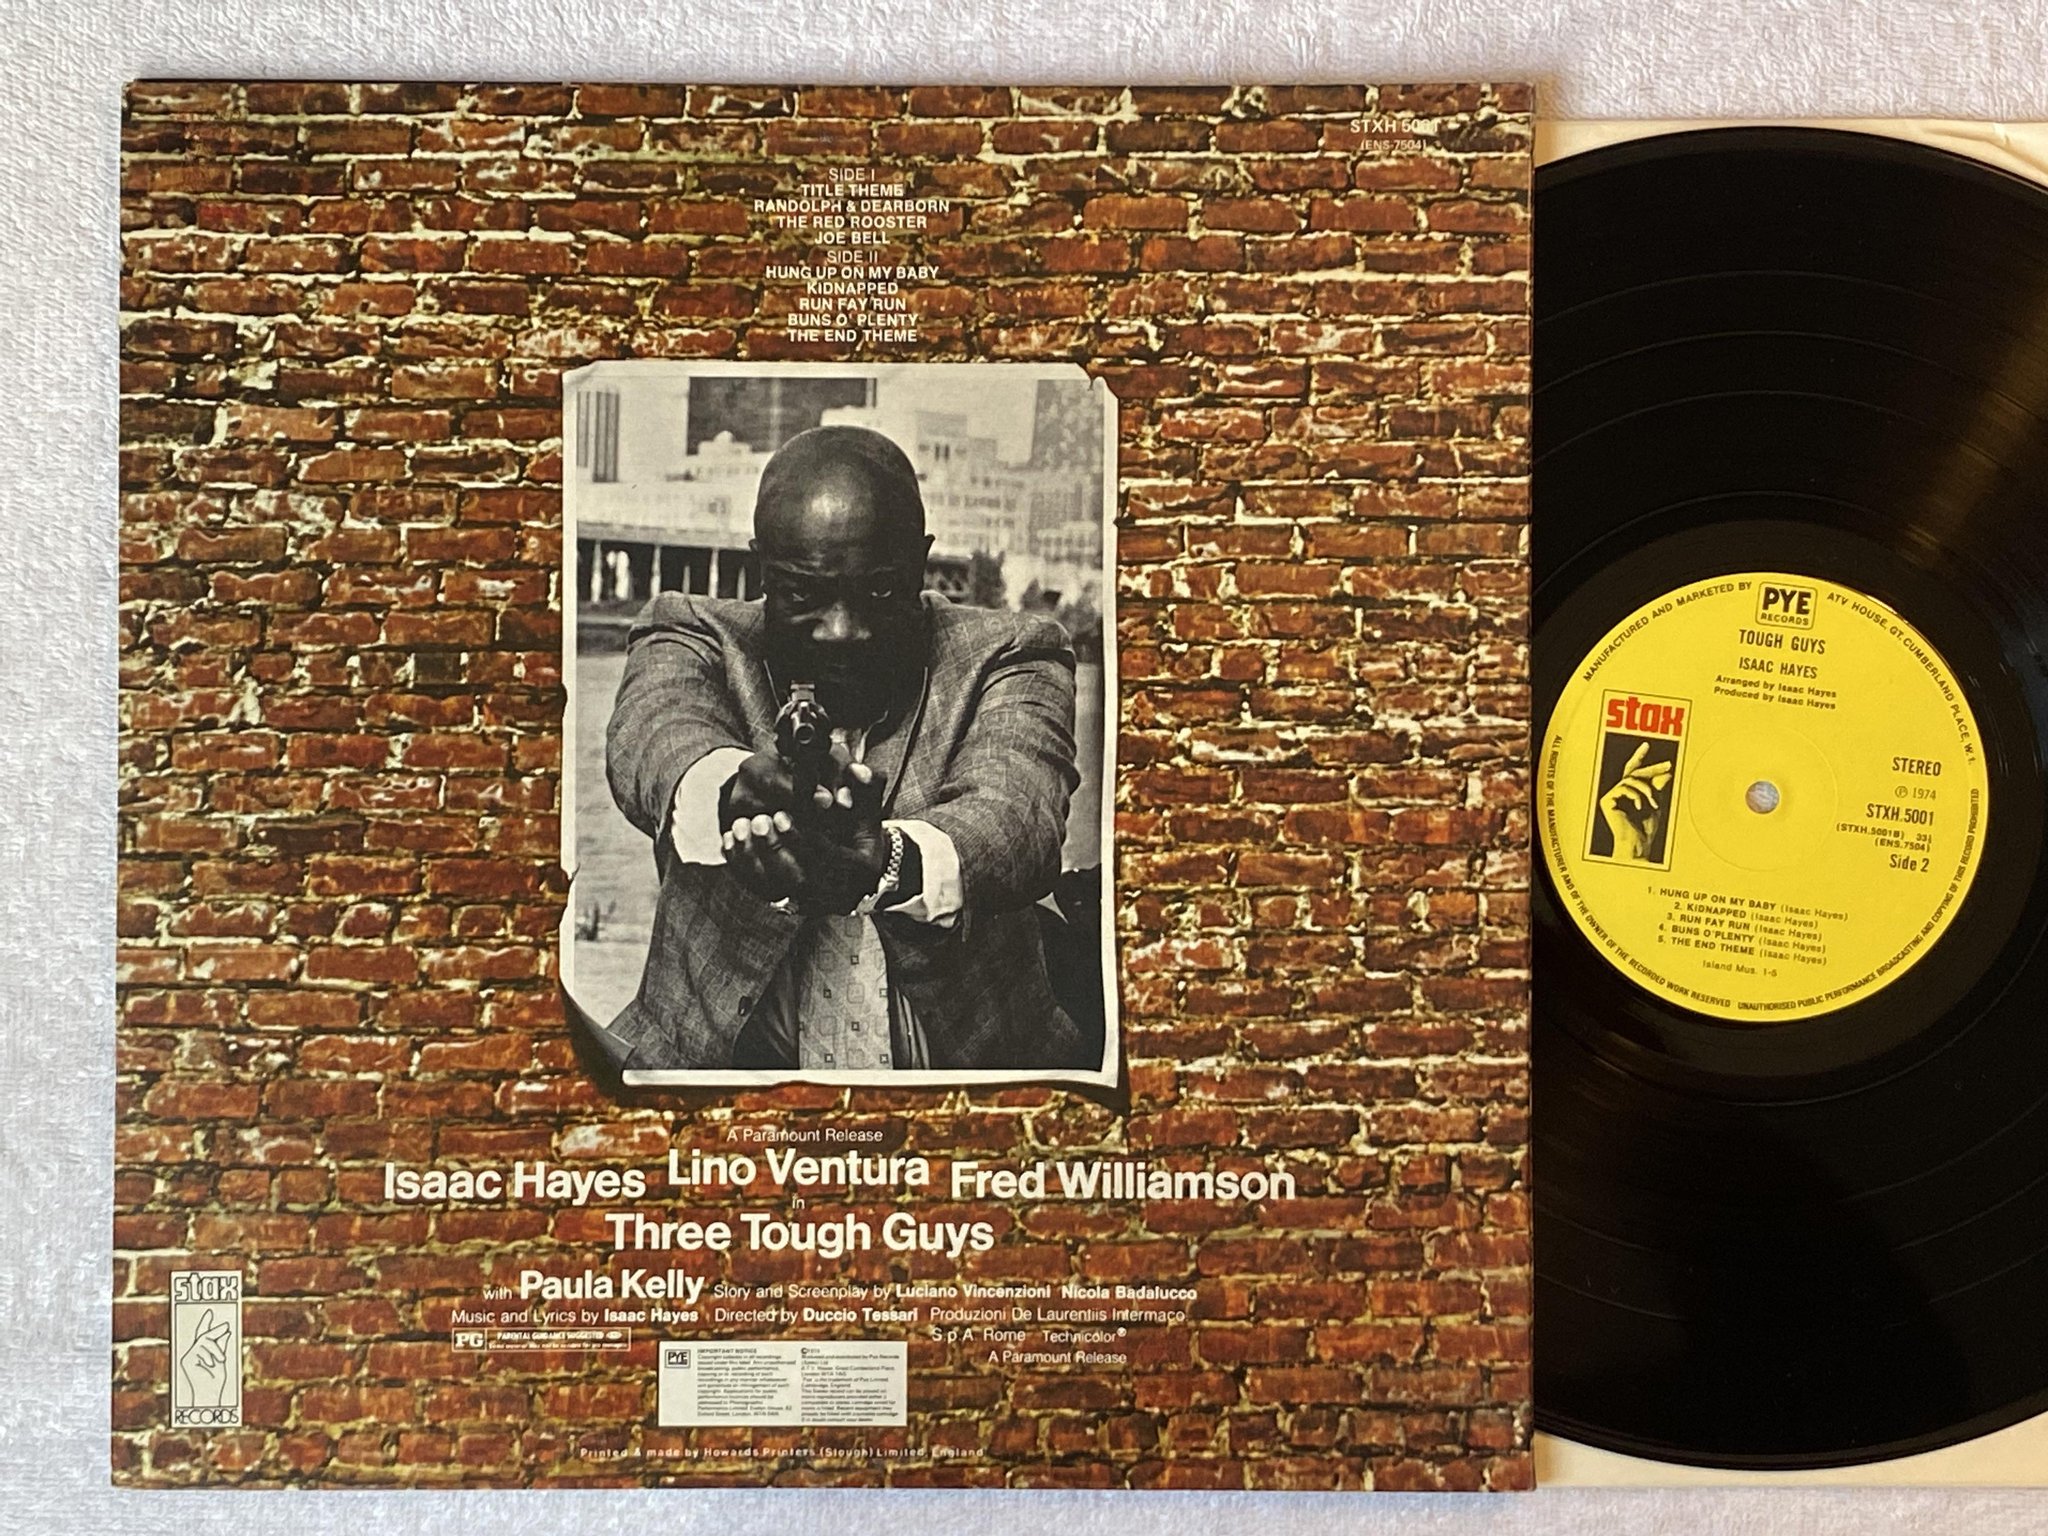 STXH 5001
(ENS-7504)
SIDE I
TITLE THEME
RANDOLPH & DEARBORN
THE RED ROOSTER
JOE BELL
SIDE II
HUNG UP ON MY BABY
KIDNAPPED
RUN FAY RUN
BUNS O' PLENTY
THE END THEME
A Paramount Release
Isaac Hayes Lino Ventura Fred Williamson
in
Three Tough Guys
with Paula Kelly Story and Screenplay by Luciano Vincenzioni Nicola Badalucco
Music and Lyrics by Isaac Hayes Directed by Duccio Tessari Produzioni De Laurentiis Intermaco
S.p.A. Rome Technicolor®
A Paramount Release
PG PARENTAL GUIDANCE SUGGESTED
stax
RECORDS
PYE
IMPORTANT NOTICE
Printed & made by Howards Printers (Slough) Limited, England
MANUFACTURED AND MARKETED BY PYE RECORDS ATV HOUSE, GT. CUMBERLAND PLACE, W.1.
TOUGH GUYS
ISAAC HAYES
Arranged by Isaac Hayes
Produced by Isaac Hayes
stax
STEREO
℗ 1974
STXH.5001
(STXH.5001B) 33⅓
(ENS.7504)
Side 2
1. HUNG UP ON MY BABY (Isaac Hayes)
2. KIDNAPPED (Isaac Hayes)
3. RUN FAY RUN (Isaac Hayes)
4. BUNS O'PLENTY (Isaac Hayes)
5. THE END THEME (Isaac Hayes)
Island Mus. 1-5
ALL RIGHTS OF THE MANUFACTURER AND OF THE OWNER OF THE RECORDED WORK RESERVED UNAUTHORISED PUBLIC PERFORMANCE BROADCASTING AND COPYING OF THIS RECORD PROHIBITED